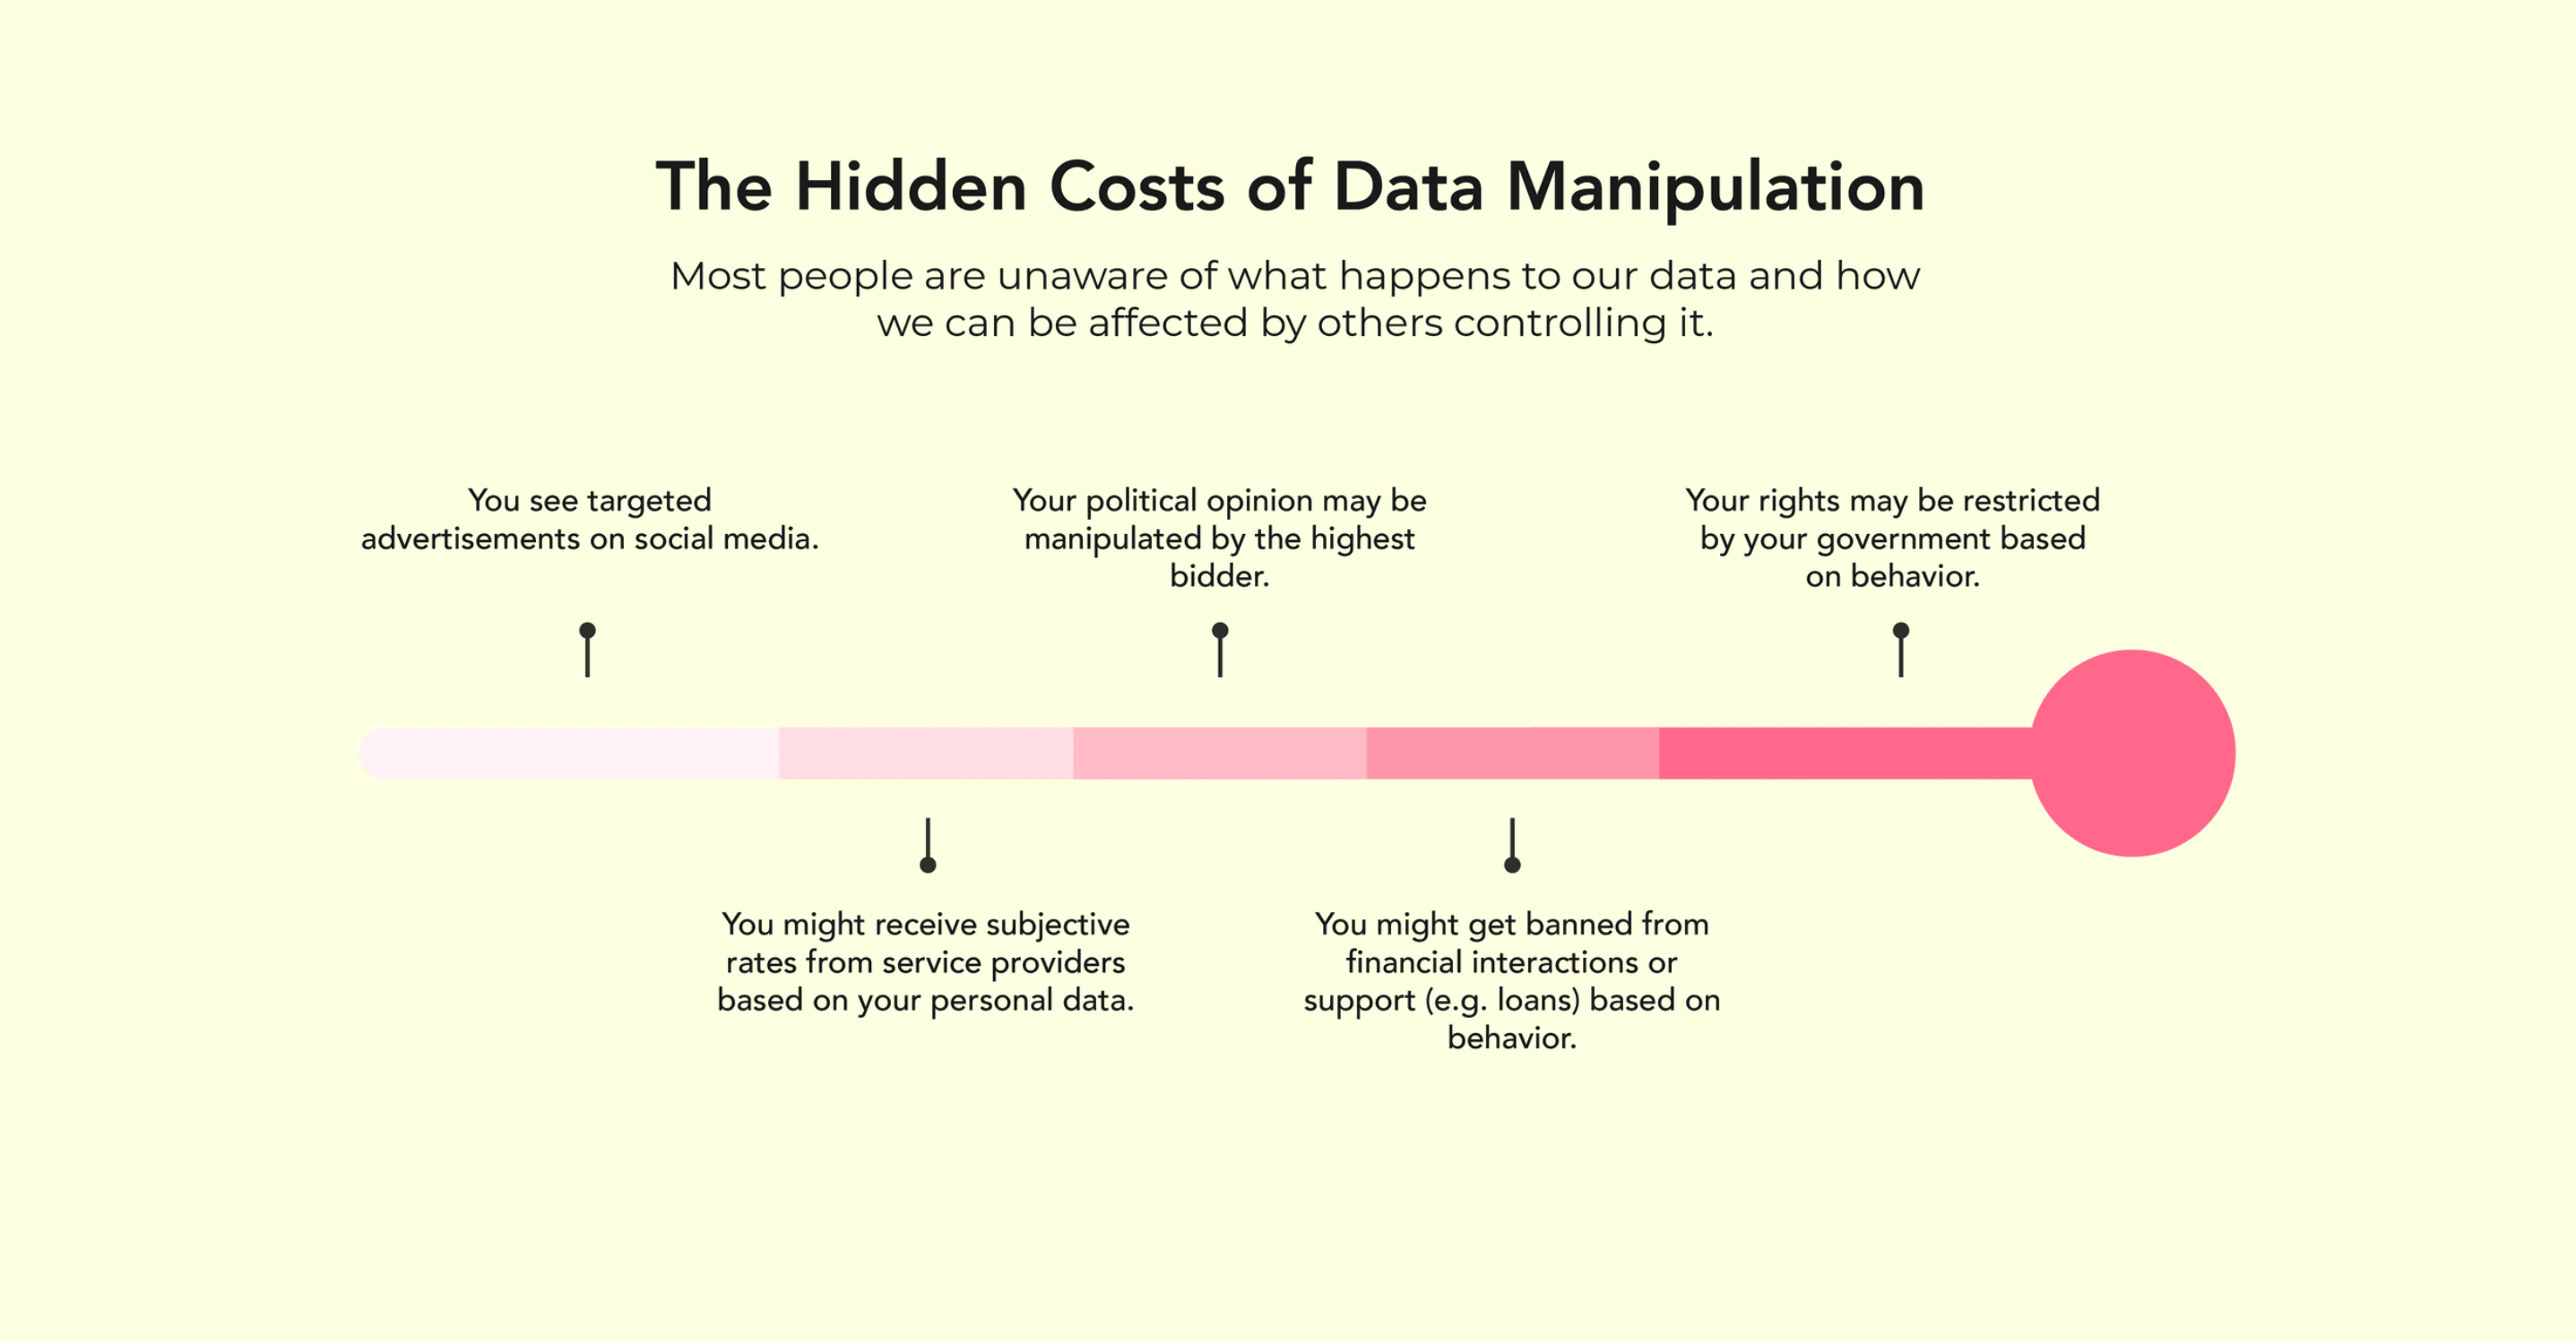 The Hidden Costs of Data Manipulation
Most people are unaware of what happens to our data and how
we can be affected by others controlling it.
You see targeted
advertisements on social media.
Your political opinion may be
manipulated by the highest
bidder.
Your rights may be restricted
by your government based
on behavior.
You might receive subjective
rates from service providers
based on your personal data.
You might get banned from
financial interactions or
support (e.g. loans) based on
behavior.